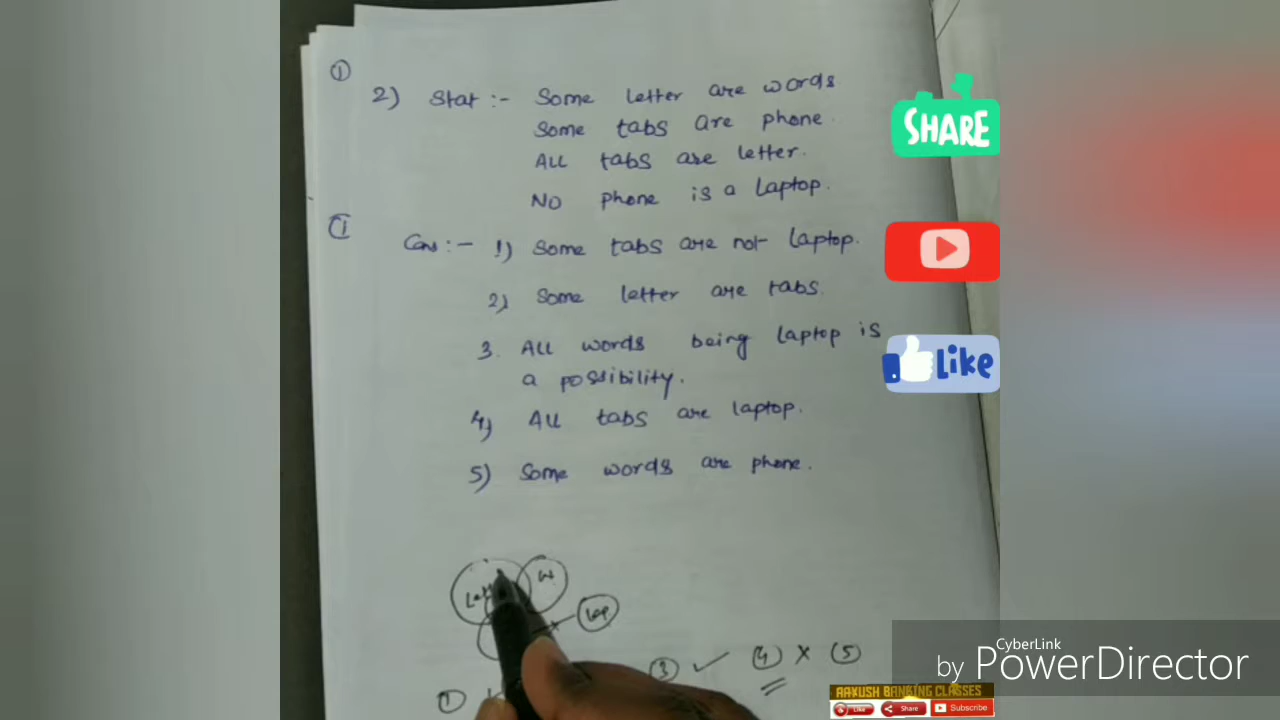 ①
2) Stat :- Some letter are words
Some tabs are phone.
ALL tabs are letter.
NO phone is a Laptop.
Con :- 1) Some tabs are not laptop.
2) Some letter are tabs.
3. ALL words being laptop is
a possibility.
4) ALL tabs are laptop.
5) Some words are phone.
W
Lap
① ③ ✓ ④ × ⑤
SHARE
Like
CyberLink
by PowerDirector
AAKUSH BANKING CLASSES
Like Share Subscribe